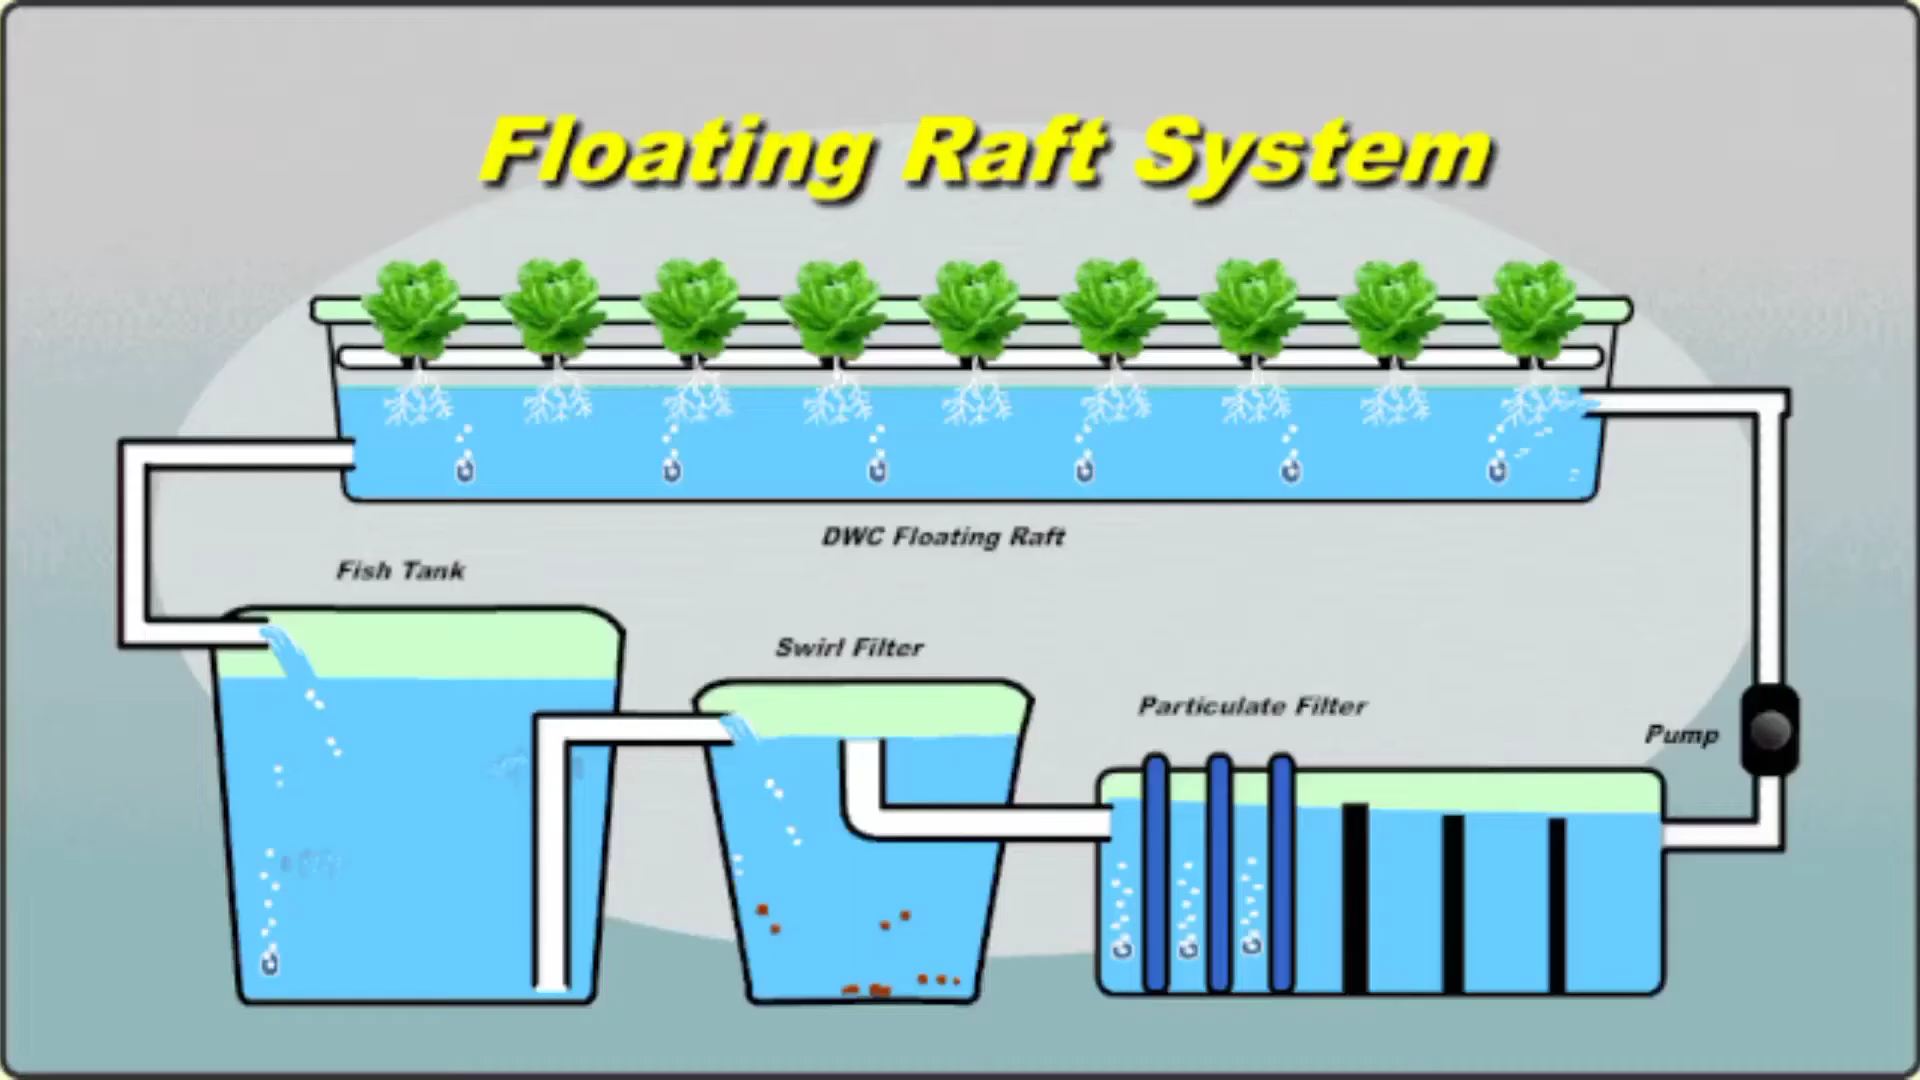 Floating Raft System
DWC Floating Raft
Fish Tank
Swirl Filter
Particulate Filter
Pump